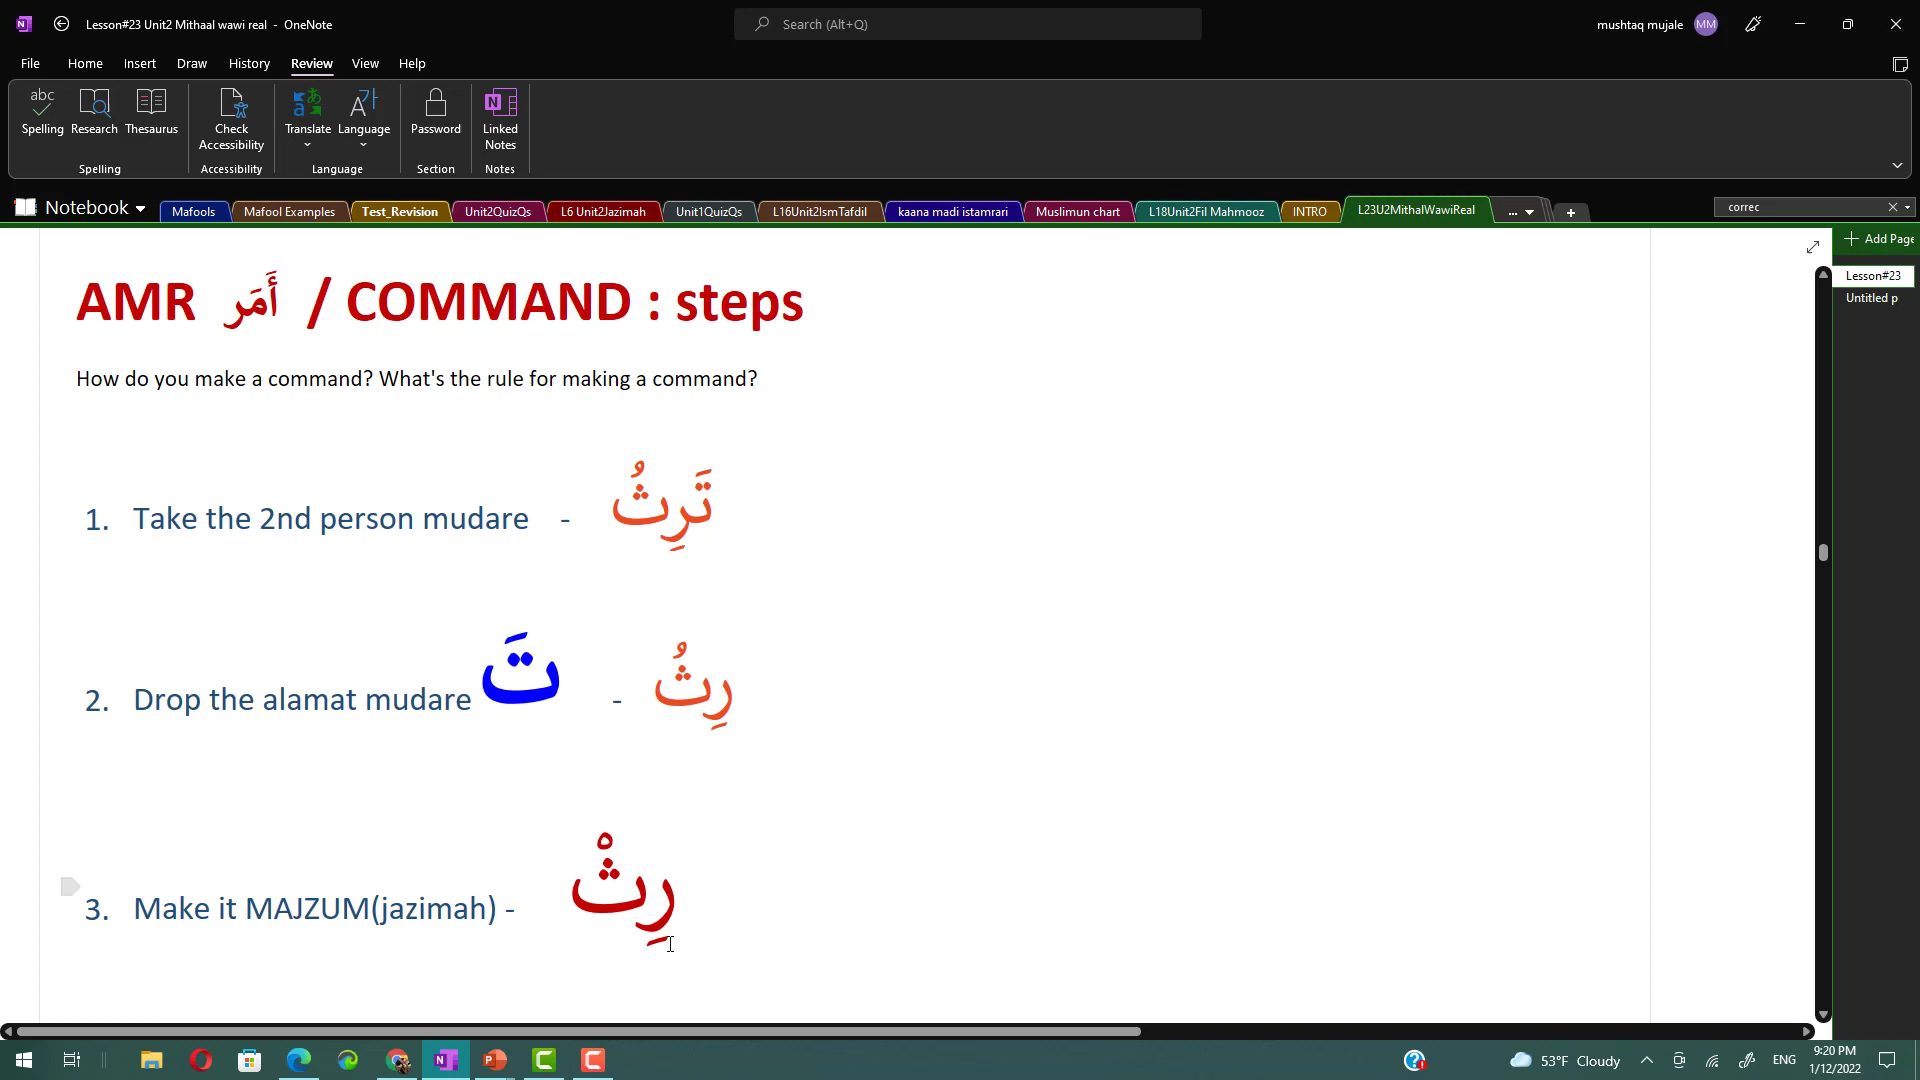 Lesson#23 Unit2 Mithaal wawi real - OneNote
Search (Alt+Q)
mushtaq mujale MM
File Home Insert Draw History Review View Help
abc
Spelling Research Thesaurus Check Accessibility Translate Language Password Linked Notes
Spelling Accessibility Language Section Notes
Notebook Mafools Mafool Examples Test_Revision Unit2QuizQs L6 Unit2Jazimah Unit1QuizQs L16Unit2IsmTafdil kaana madi istamrari Muslimun chart L18Unit2Fil Mahmooz INTRO L23U2MithalWawiReal ... + correc
Add Page
Lesson#23
Untitled p
AMR أَمَر / COMMAND : steps
How do you make a command? What's the rule for making a command?
1. Take the 2nd person mudare - تَرِثُ
2. Drop the alamat mudare تَ - رِثُ
3. Make it MAJZUM(jazimah) - رِثْ
53°F Cloudy ENG 9:20 PM
1/12/2022